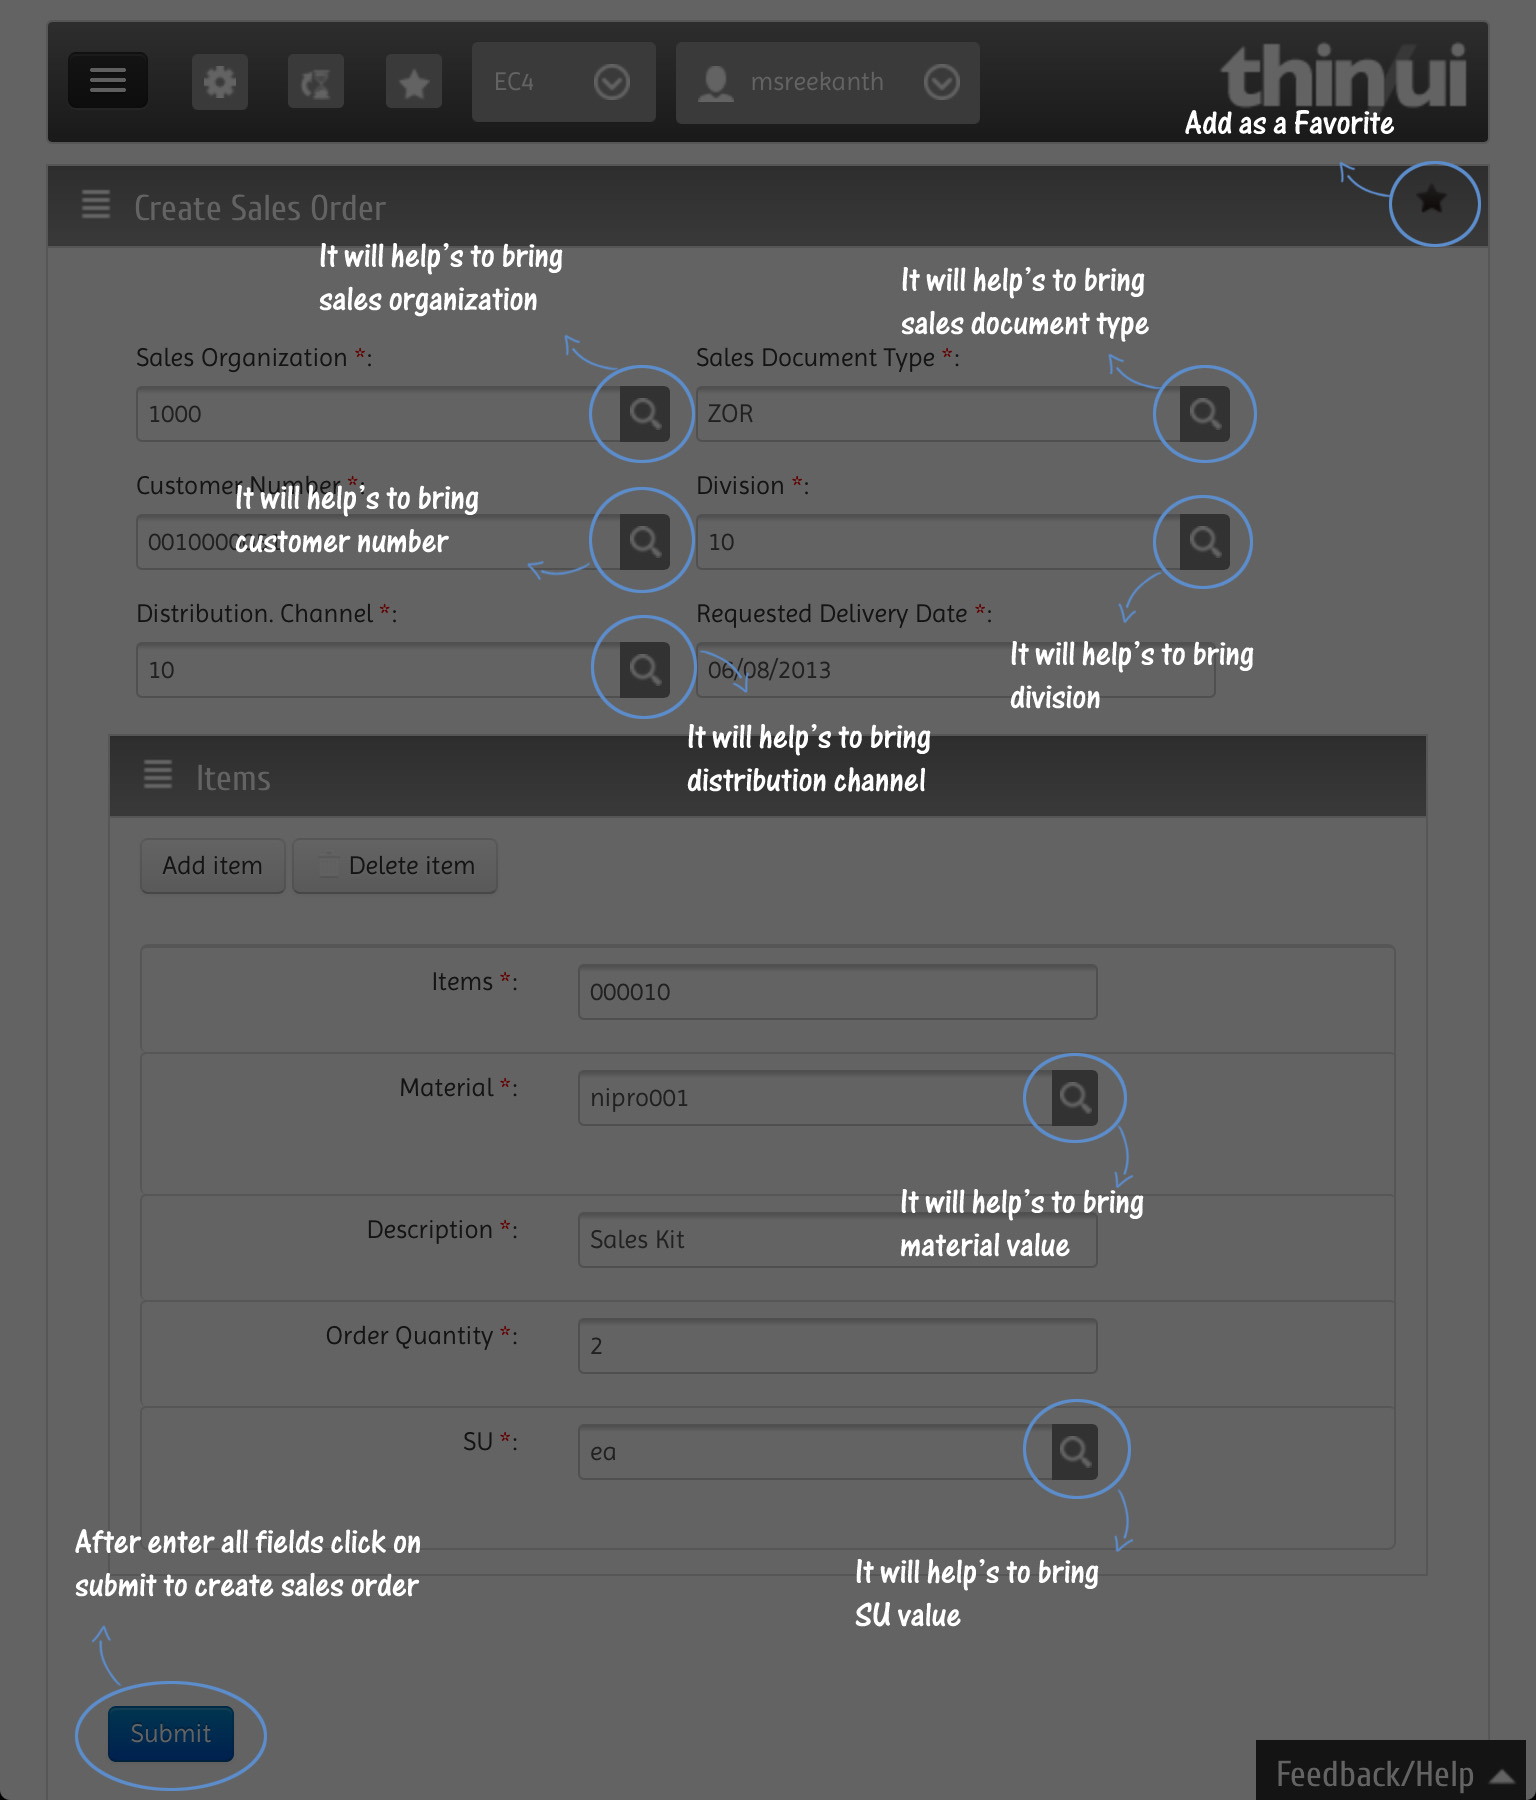 EC4
msreekanth
thin/ui
Add as a Favorite
Create Sales Order
It will help's to bring
sales organization
It will help's to bring
sales document type
Sales Organization *:
Sales Document Type *:
1000
ZOR
Customer Number *:
Division *:
It will help's to bring
customer number
10
Distribution. Channel *:
Requested Delivery Date *:
10
06/08/2013
It will help's to bring
division
It will help's to bring
distribution channel
Items
Add item
Delete item
Items *:
000010
Material *:
nipro001
It will help's to bring
material value
Description *:
Sales Kit
Order Quantity *:
2
SU *:
ea
After enter all fields click on
submit to create sales order
It will help's to bring
SU value
Submit
Feedback/Help